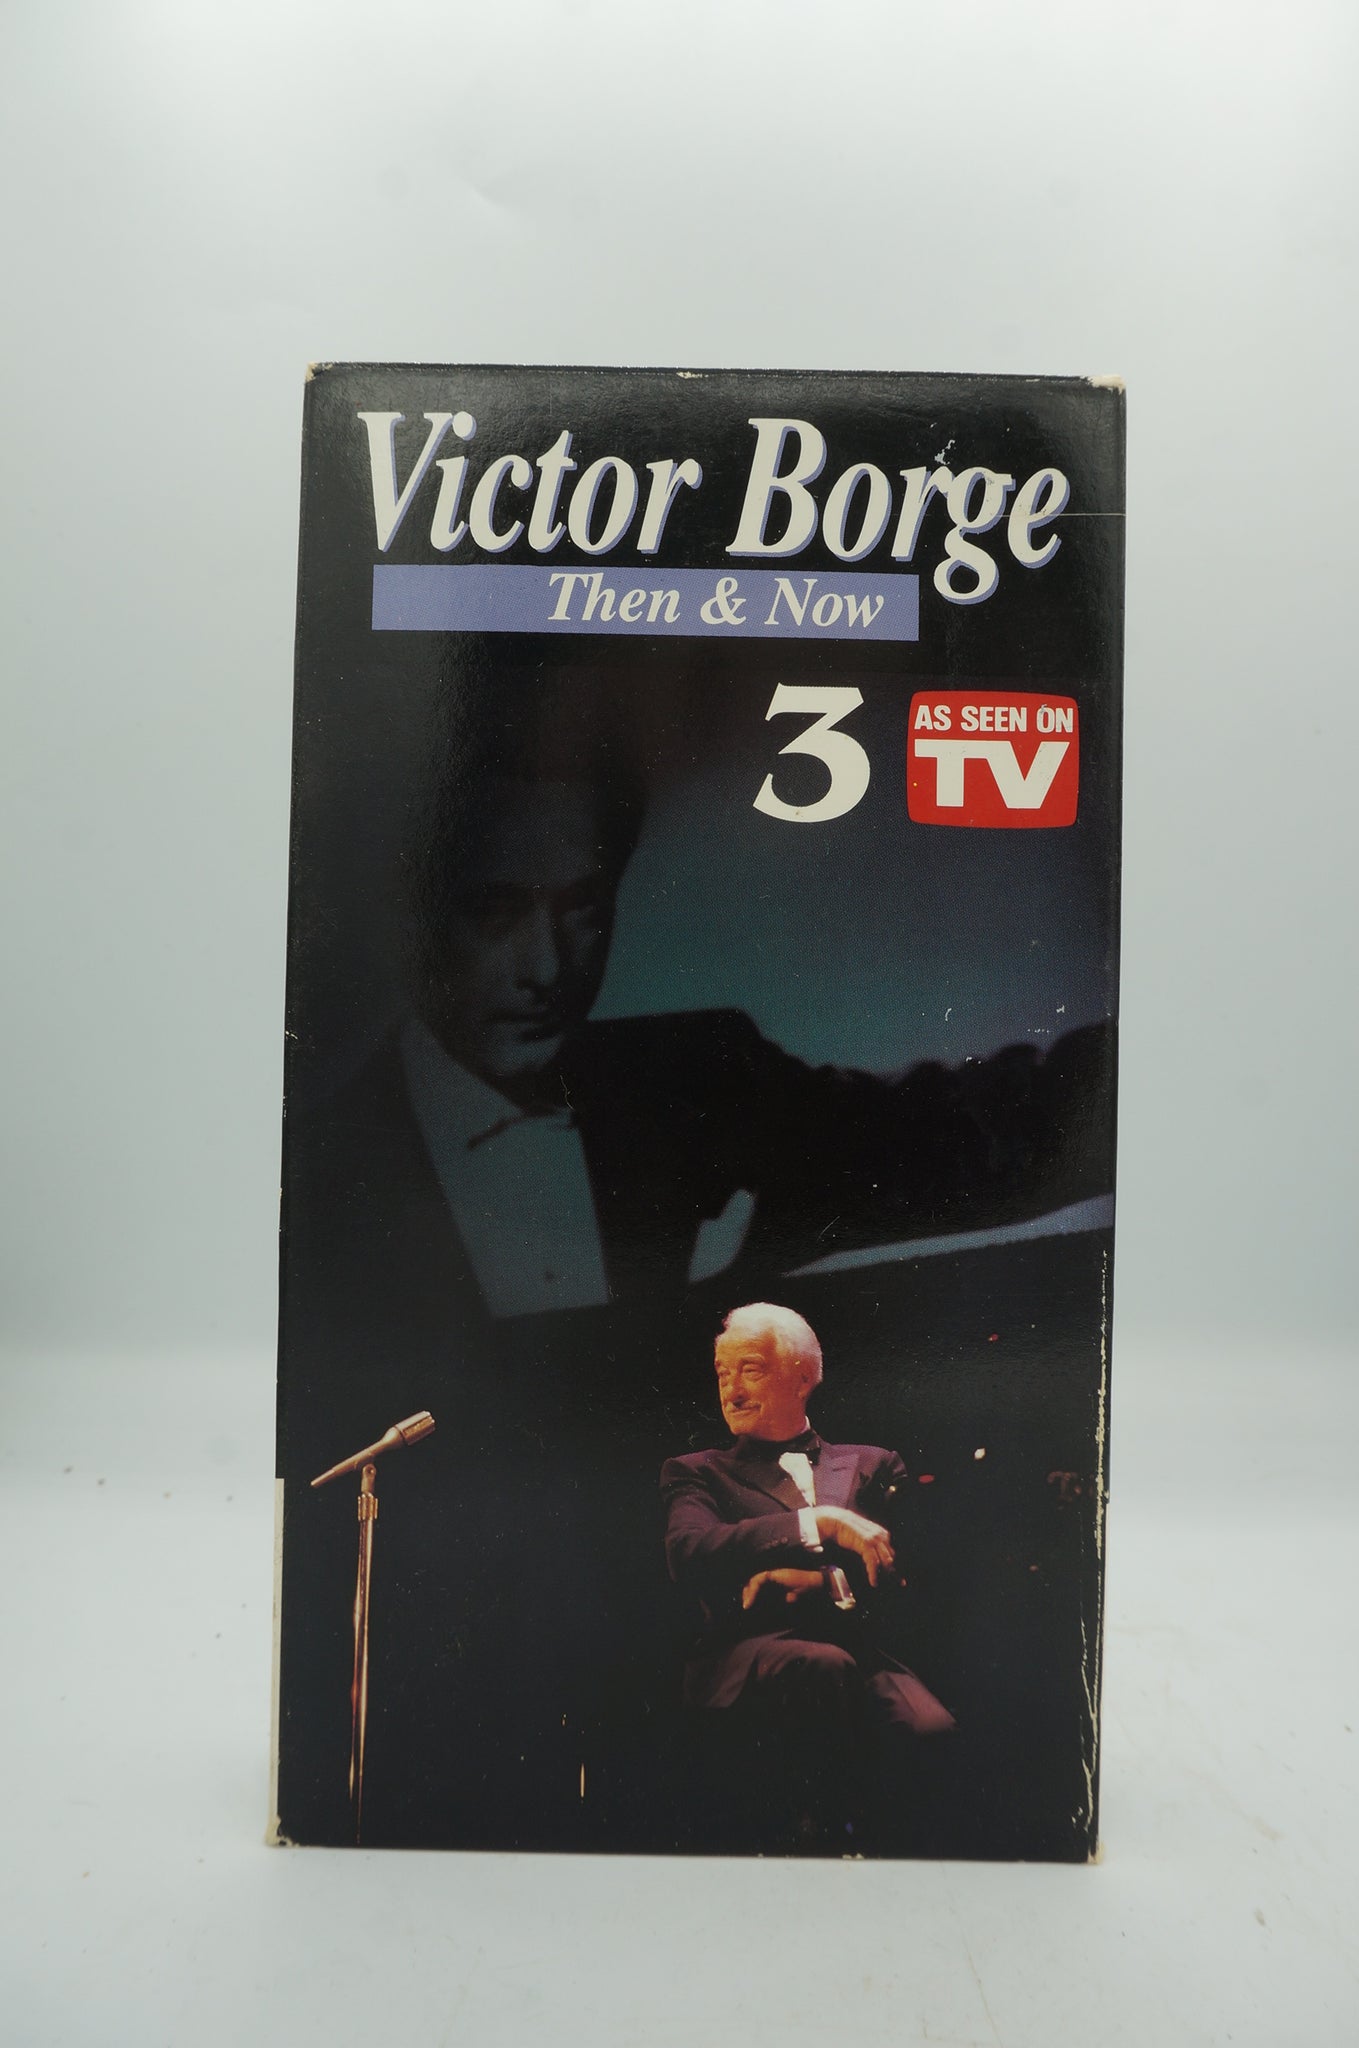 Victor Borge
Then & Now
3
AS SEEN ON
TV